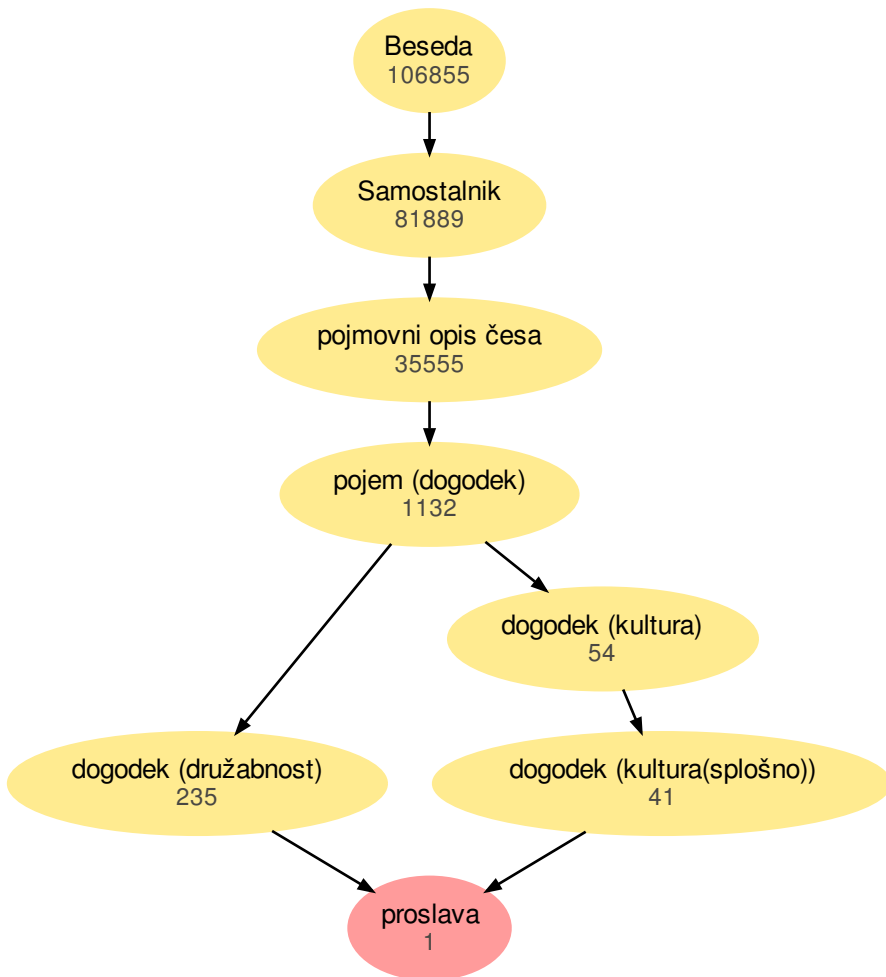 Beseda
106855
Samostalnik
81889
pojmovni opis česa
35555
pojem (dogodek)
1132
dogodek (kultura)
54
dogodek (družabnost)
235
dogodek (kultura(splošno))
41
proslava
1